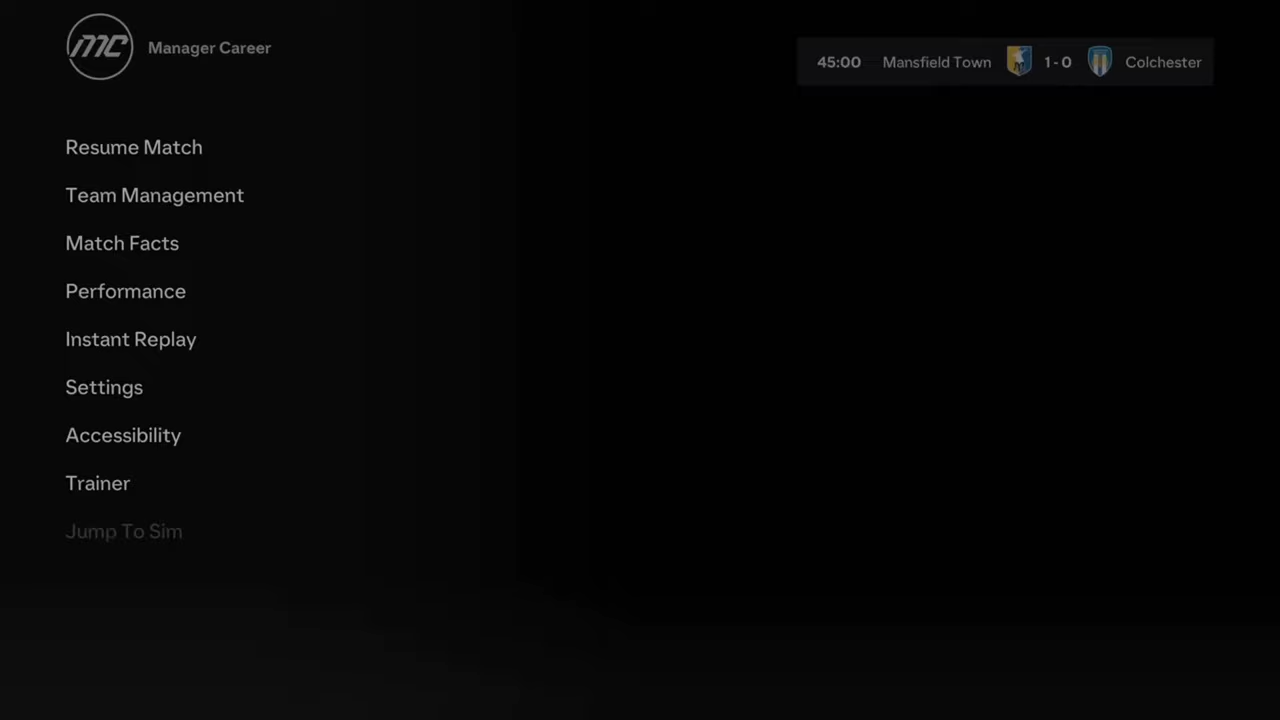 MC Manager Career
45:00 Mansfield Town 1-0 Colchester
Resume Match
Team Management
Match Facts
Performance
Instant Replay
Settings
Accessibility
Trainer
Jump To Sim